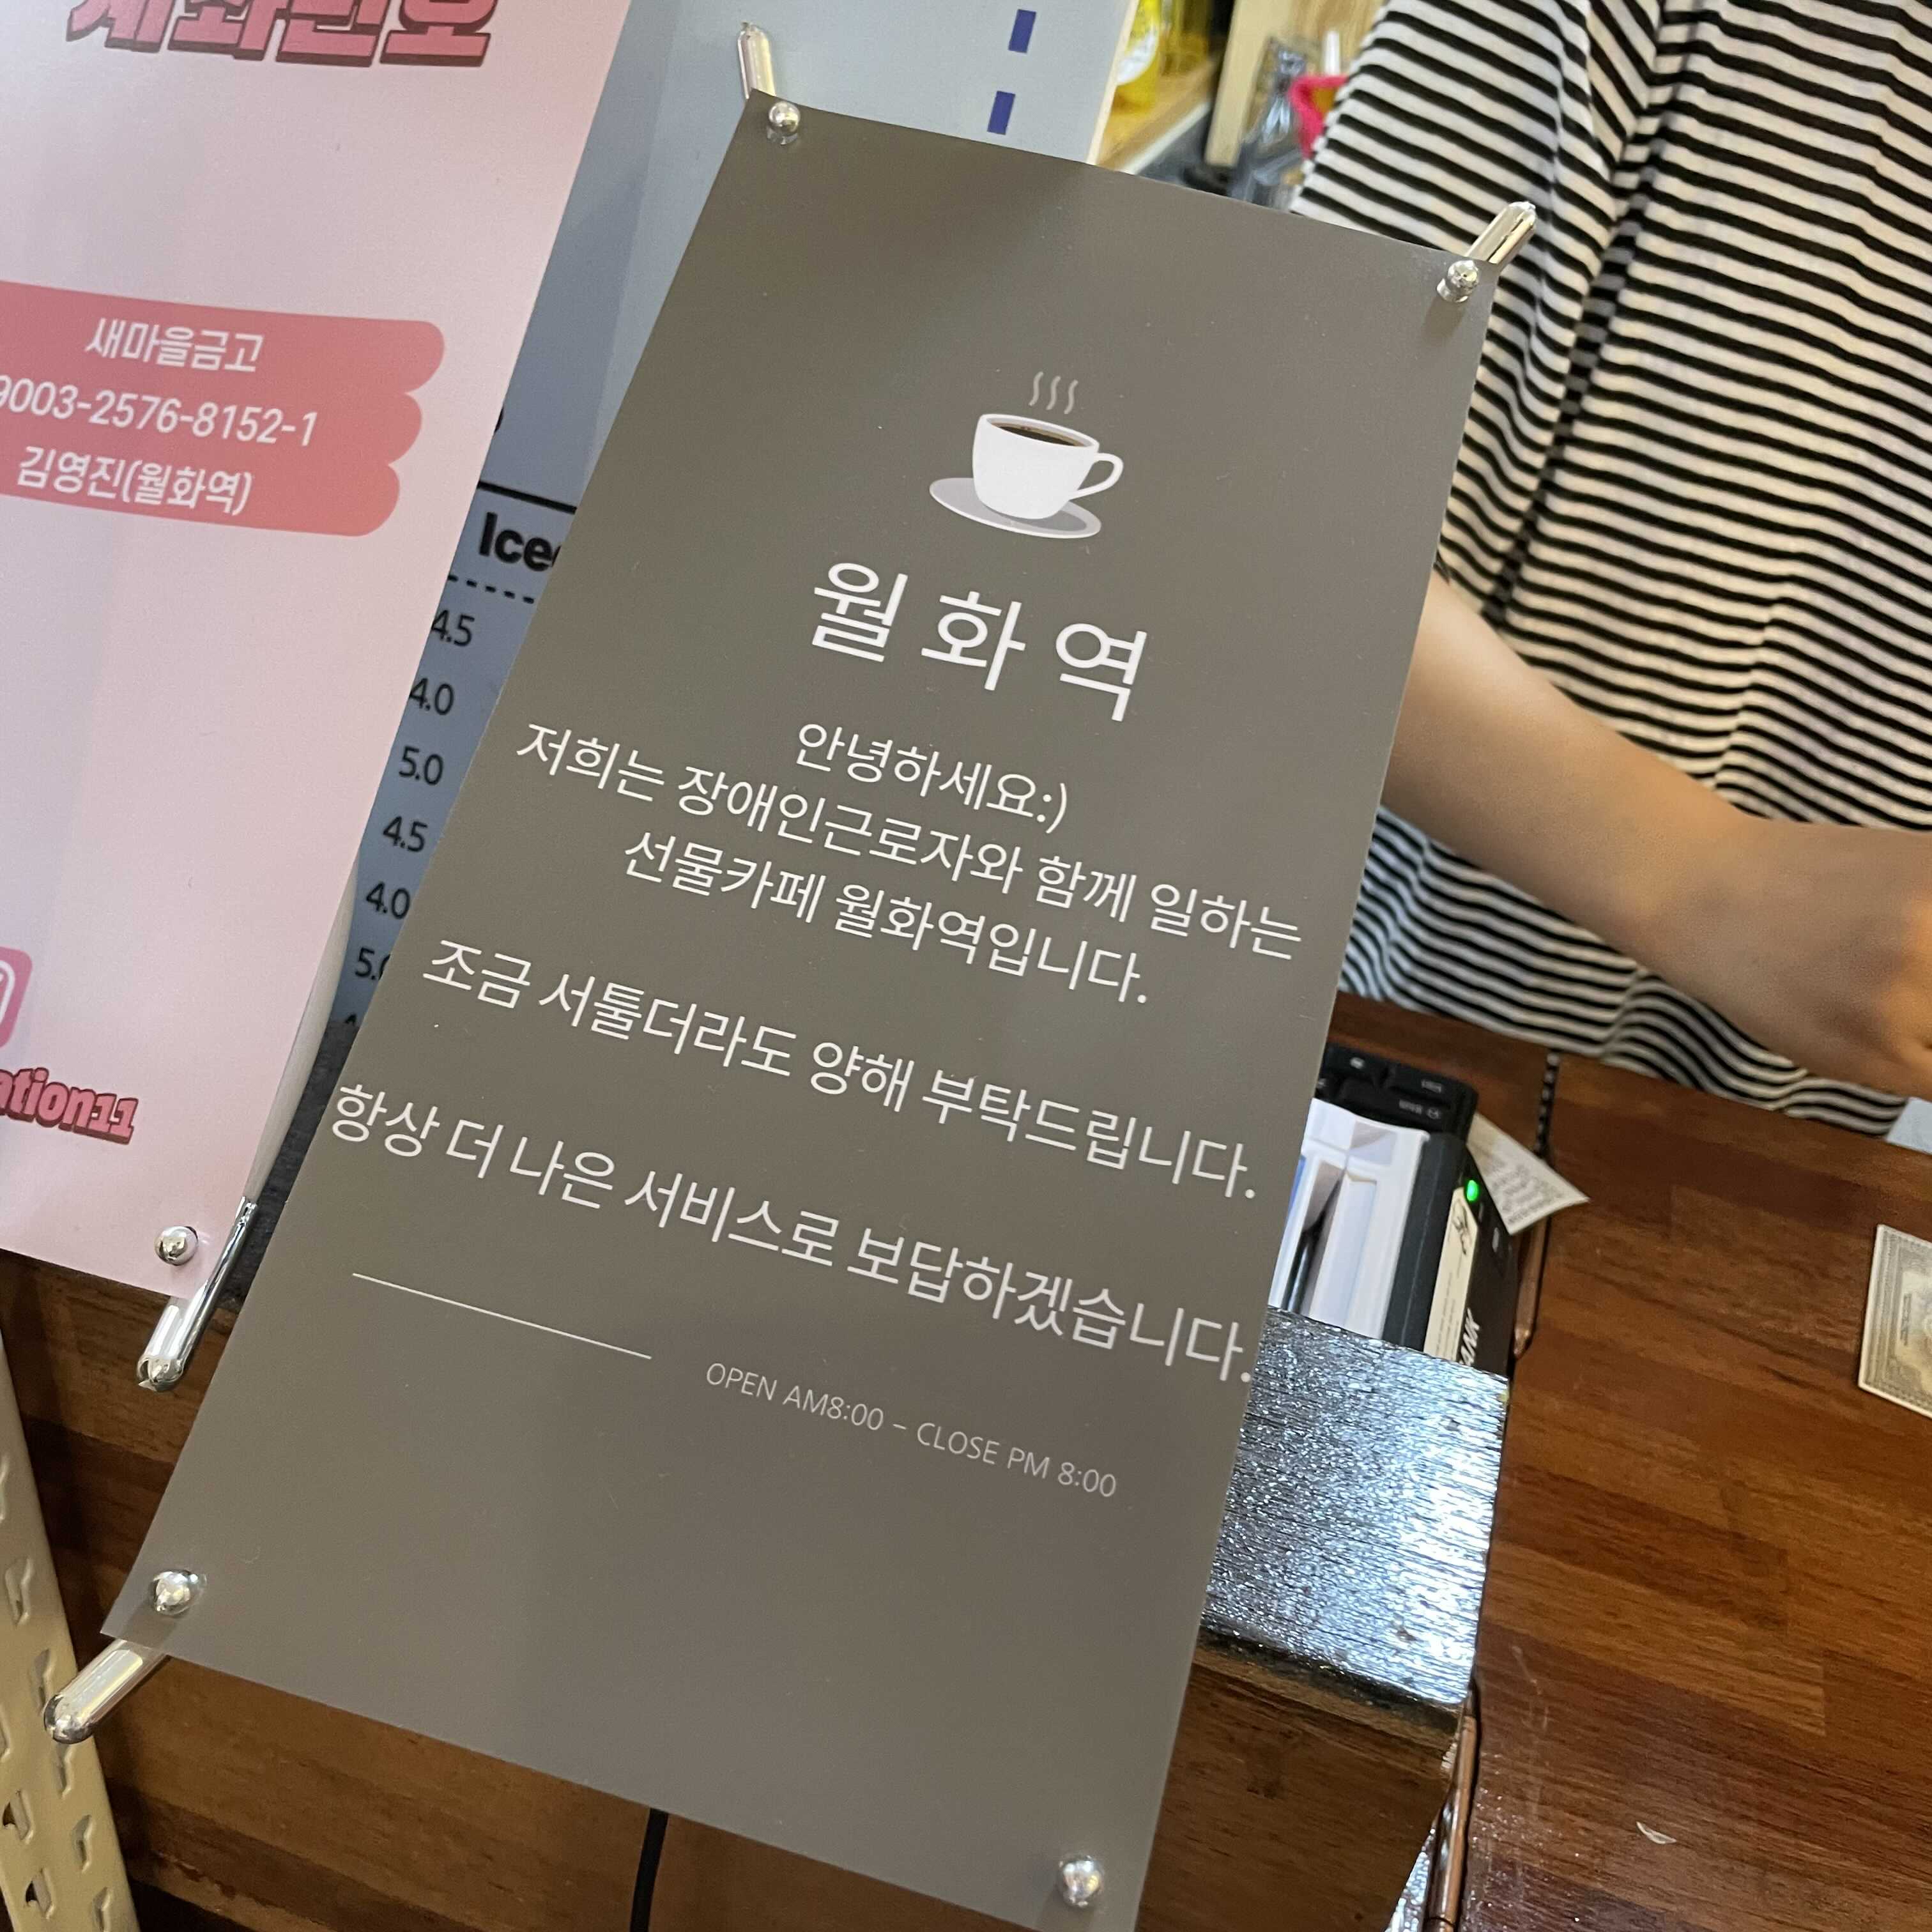 계좌번호
새마을금고
9003-2576-8152-1
김영진(월화역)
ation11
Iced
4.5
4.0
5.0
4.5
4.0
월화역
안녕하세요:)
저희는 장애인근로자와 함께 일하는
선물카페 월화역입니다.
조금 서툴더라도 양해 부탁드립니다.
항상 더 나은 서비스로 보답하겠습니다.
OPEN AM8:00 – CLOSE PM 8:00